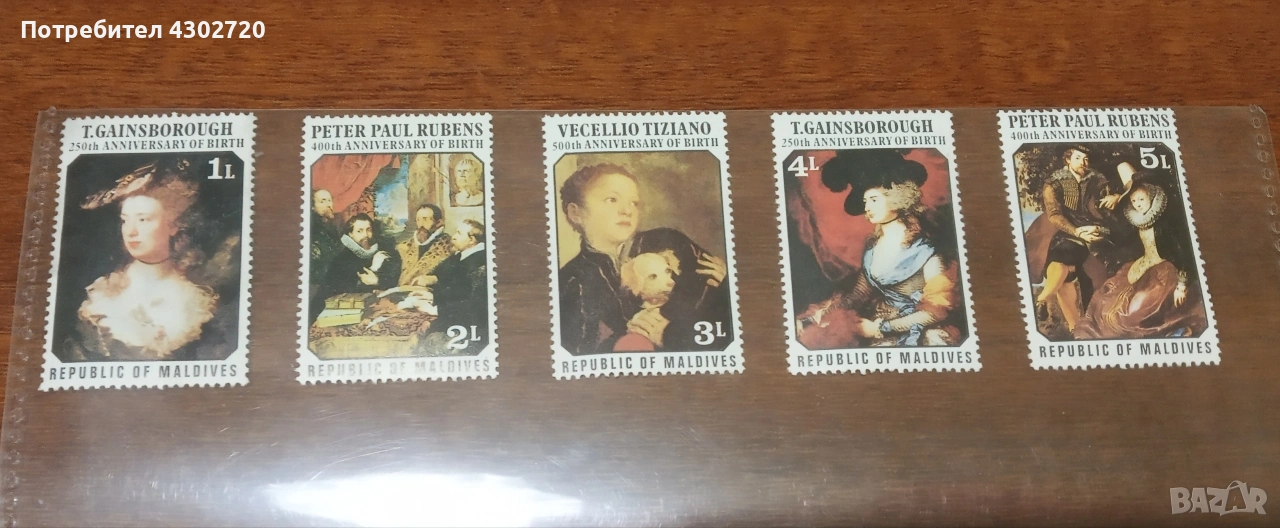 Потребител 4302720
T.GAINSBOROUGH
250th ANNIVERSARY OF BIRTH
1L
REPUBLIC OF MALDIVES
PETER PAUL RUBENS
400th ANNIVERSARY OF BIRTH
2L
REPUBLIC OF MALDIVES
VECELLIO TIZIANO
500th ANNIVERSARY OF BIRTH
3L
REPUBLIC OF MALDIVES
T.GAINSBOROUGH
250th ANNIVERSARY OF BIRTH
4L
REPUBLIC OF MALDIVES
PETER PAUL RUBENS
400th ANNIVERSARY OF BIRTH
5L
REPUBLIC OF MALDIVES
BAZAR